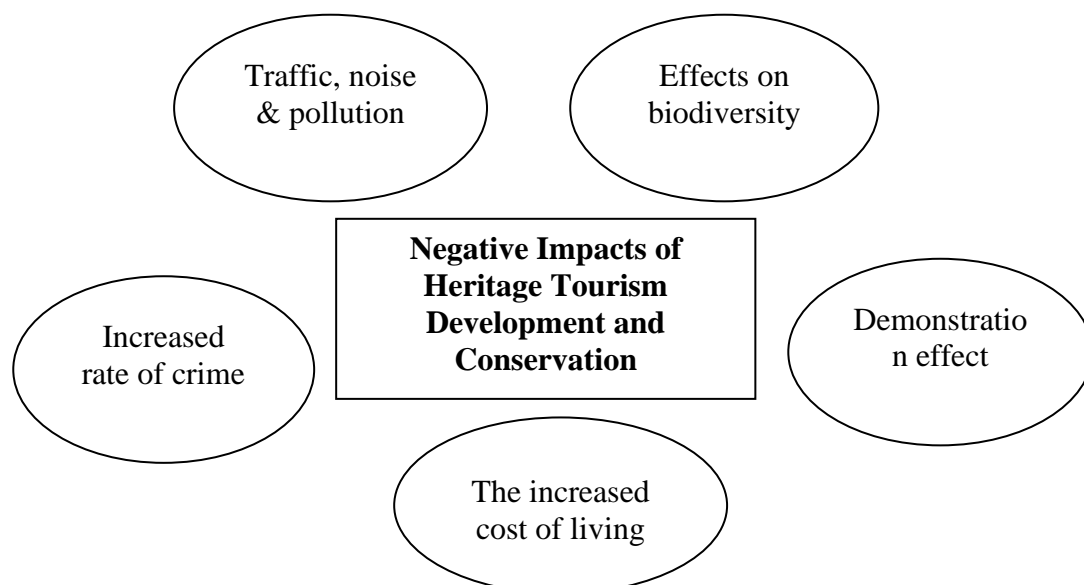 Traffic, noise
& pollution
Effects on
biodiversity
Negative Impacts of
Heritage Tourism
Development and
Conservation
Increased
rate of crime
Demonstratio
n effect
The increased
cost of living